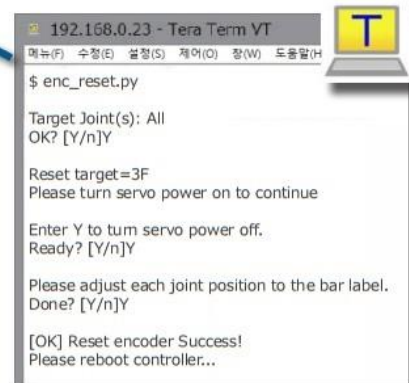 192.168.0.23 - Tera Term VT
메뉴(F) 수정(E) 설정(S) 제어(O) 창(W) 도움말(H
T
$ enc_reset.py
Target Joint(s): All
OK? [Y/n]Y
Reset target=3F
Please turn servo power on to continue
Enter Y to turn servo power off.
Ready? [Y/n]Y
Please adjust each joint position to the bar label.
Done? [Y/n]Y
[OK] Reset encoder Success!
Please reboot controller...